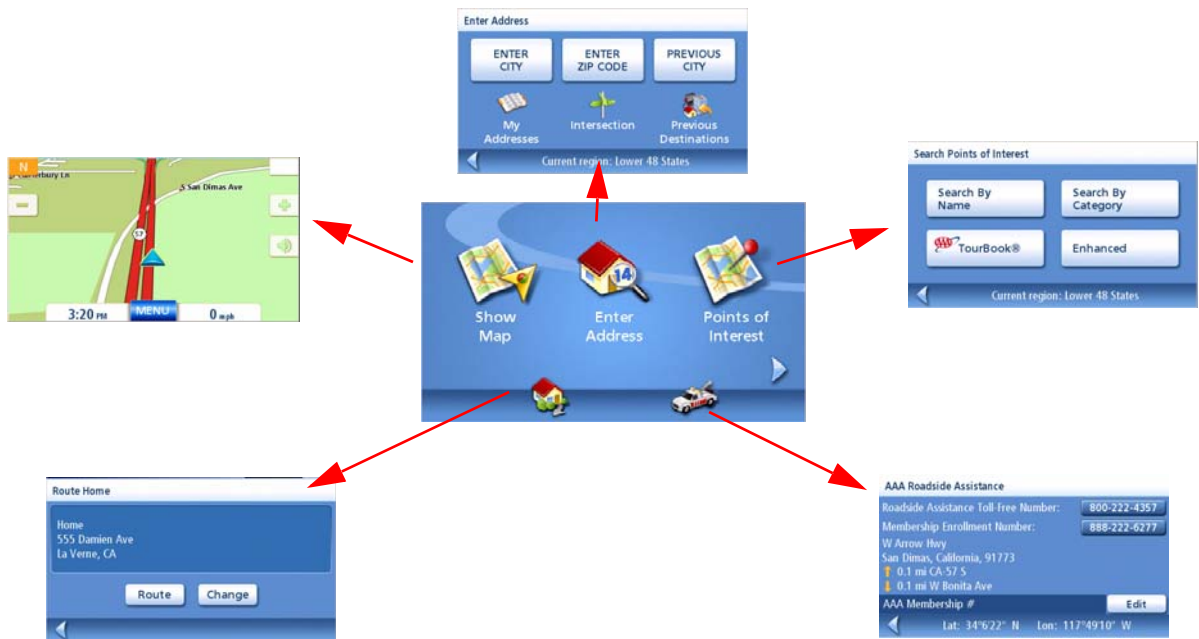 Enter Address
ENTER CITY
ENTER ZIP CODE
PREVIOUS CITY
My Addresses
Intersection
Previous Destinations
Current region: Lower 48 States
N
bury Ln
San Dimas Ave
57
3:20 PM
MENU
0 mph
14
Show Map
Enter Address
Points of Interest
Search Points of Interest
Search By Name
Search By Category
AAA TourBook®
Enhanced
Current region: Lower 48 States
Route Home
Home
555 Damien Ave
La Verne, CA
Route
Change
AAA Roadside Assistance
Roadside Assistance Toll-Free Number: 800-222-4357
Membership Enrollment Number: 888-222-6277
W Arrow Hwy
San Dimas, California, 91773
0.1 mi CA-57 S
0.1 mi W Bonita Ave
AAA Membership #
Edit
Lat: 34°6'22" N Lon: 117°49'10" W